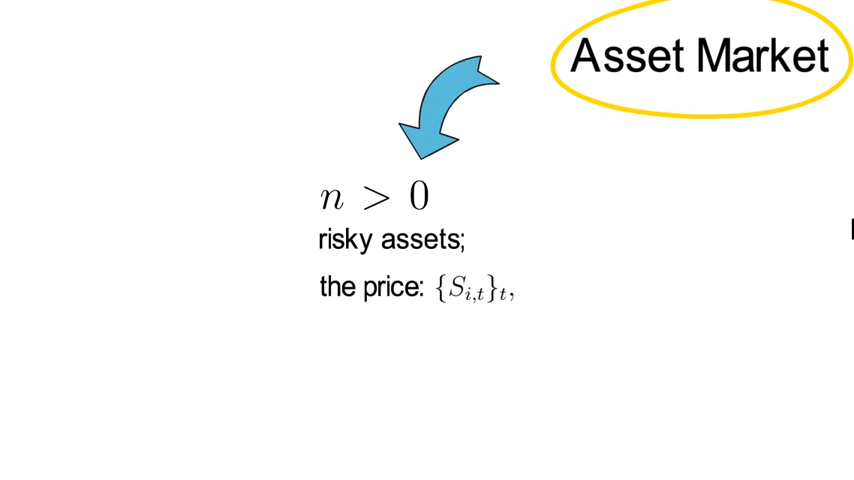 Asset Market
n > 0
risky assets;
the price: {S_{i,t}}_t,